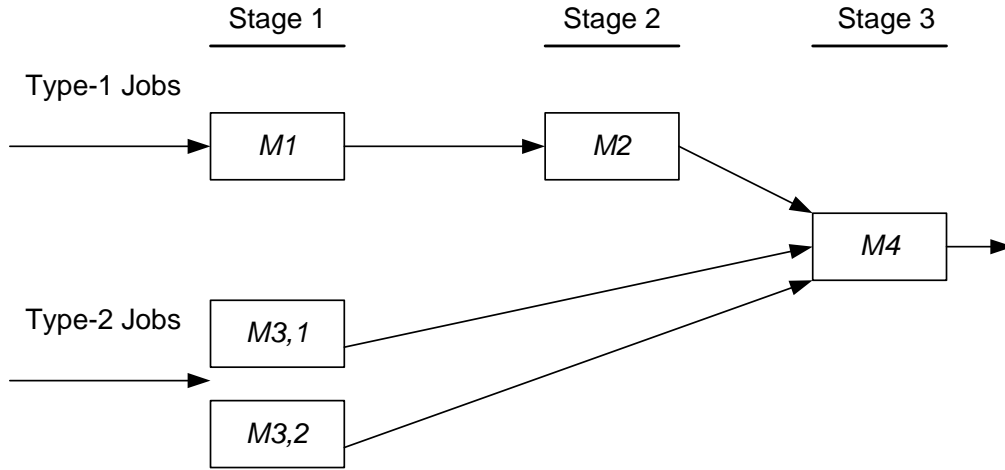 Stage 1
Stage 2
Stage 3
Type-1 Jobs
M1
M2
M4
Type-2 Jobs
M3,1
M3,2